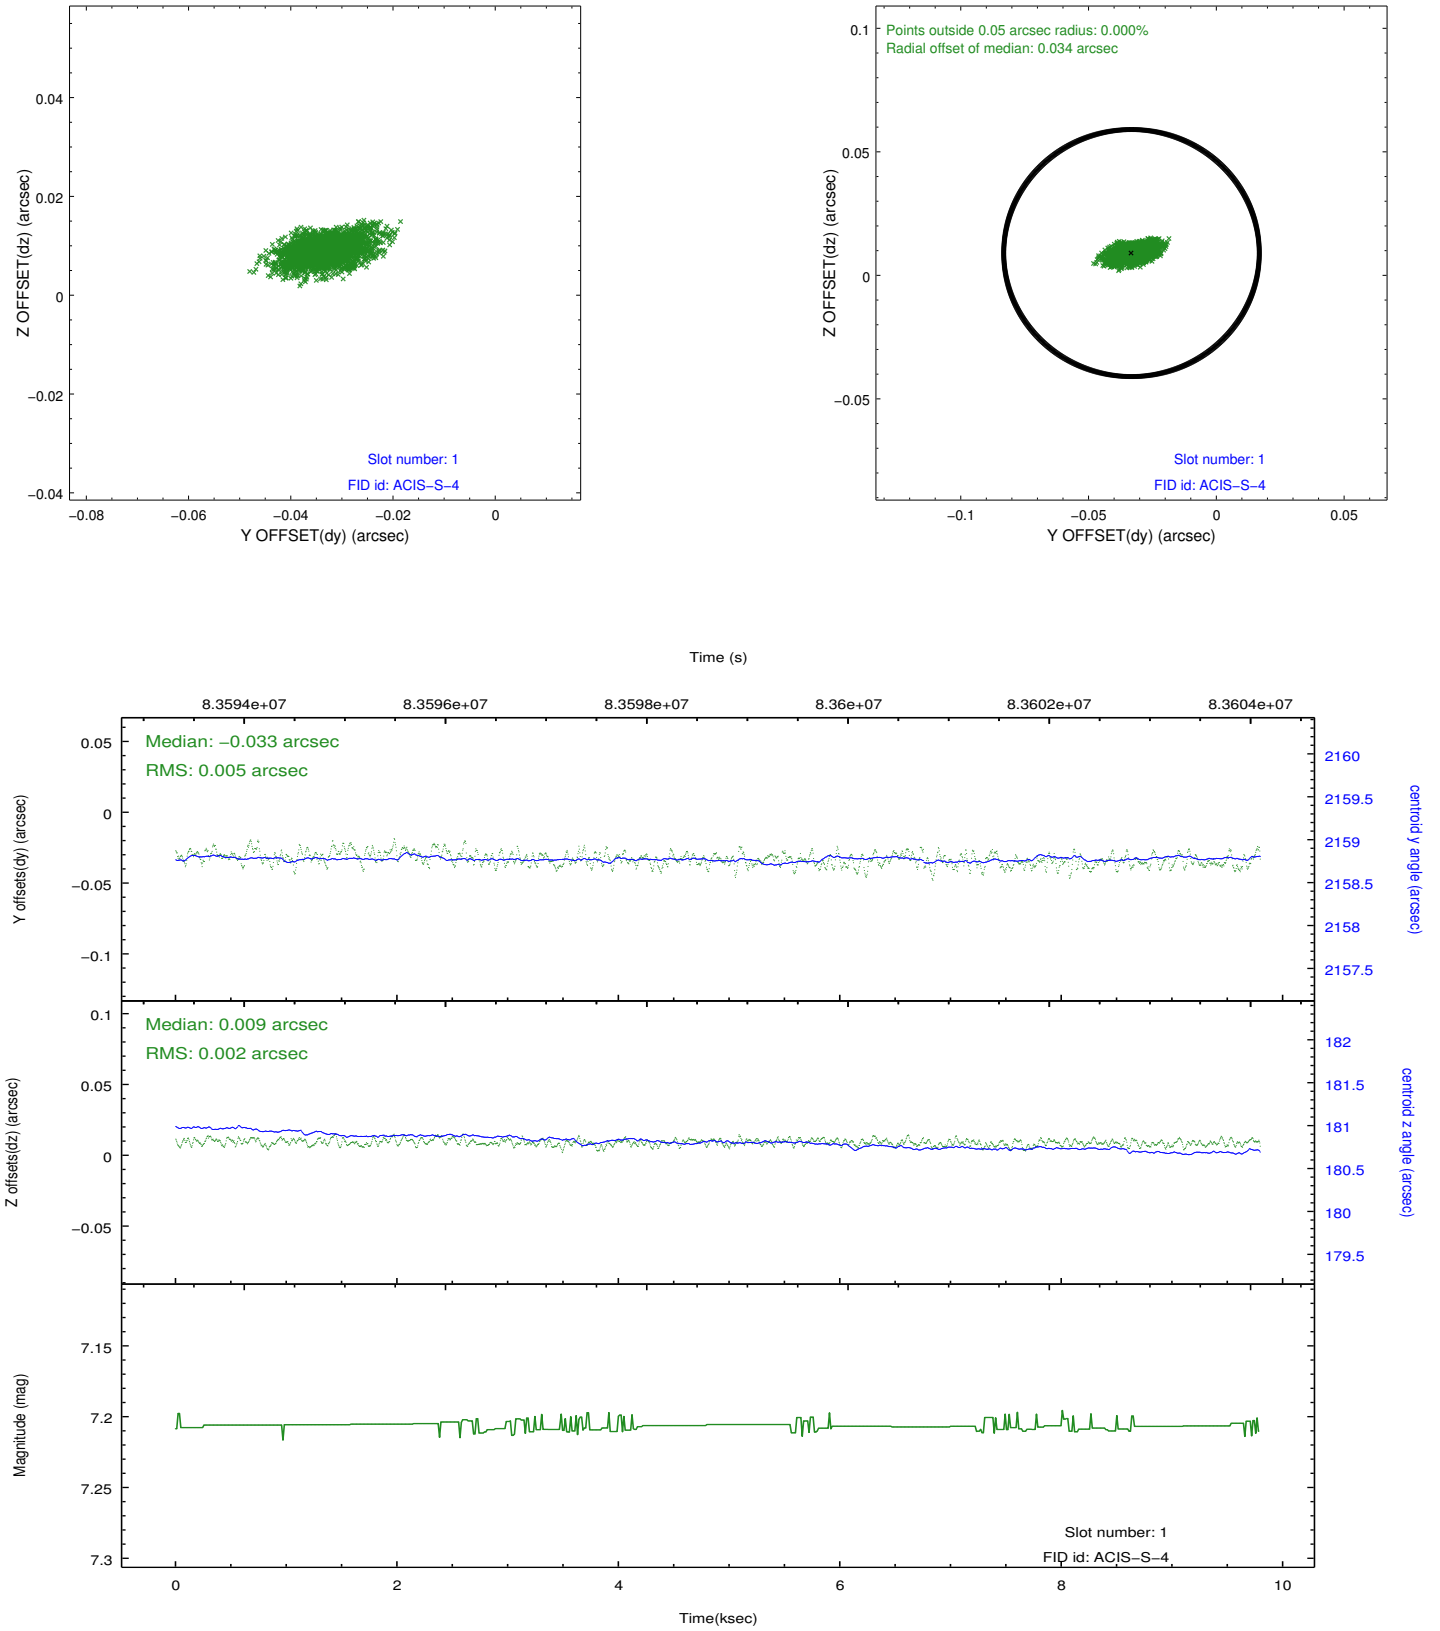 0.04
0.02
0
−0.02
−0.04
Z OFFSET(dz) (arcsec)
Slot number: 1
FID id: ACIS−S−4
−0.08 −0.06 −0.04 −0.02 0
Y OFFSET(dy) (arcsec)
Points outside 0.05 arcsec radius: 0.000%
Radial offset of median: 0.034 arcsec
0.1
0.05
0
−0.05
Z OFFSET(dz) (arcsec)
Slot number: 1
FID id: ACIS−S−4
−0.1 −0.05 0 0.05
Y OFFSET(dy) (arcsec)
Time (s)
8.3594e+07 8.3596e+07 8.3598e+07 8.36e+07 8.3602e+07 8.3604e+07
Median: −0.033 arcsec
RMS: 0.005 arcsec
0.05
0
−0.05
−0.1
Y offsets(dy) (arcsec)
2160
2159.5
2159
2158.5
2158
2157.5
centroid y angle (arcsec)
Median: 0.009 arcsec
RMS: 0.002 arcsec
0.1
0.05
0
−0.05
Z offsets(dz) (arcsec)
182
181.5
181
180.5
180
179.5
centroid z angle (arcsec)
7.15
7.2
7.25
7.3
Magnitude (mag)
Slot number: 1
FID id: ACIS−S−4
0 2 4 6 8 10
Time(ksec)